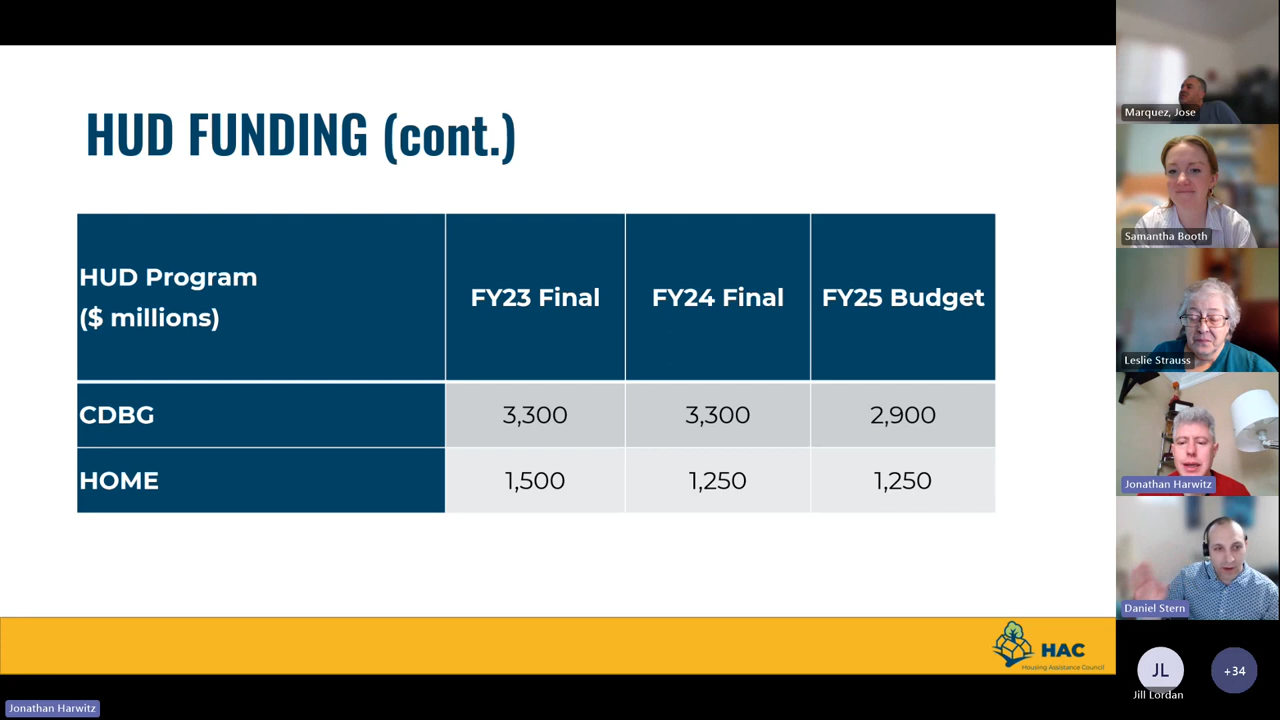 HUD FUNDING (cont.)
HUD Program
($ millions)
FY23 Final
FY24 Final
FY25 Budget
CDBG
3,300
3,300
2,900
HOME
1,500
1,250
1,250
HAC
Housing Assistance Council
Jonathan Harwitz
Marquez, Jose
Samantha Booth
Leslie Strauss
Jonathan Harwitz
Daniel Stern
JL
Jill Lordan
+34